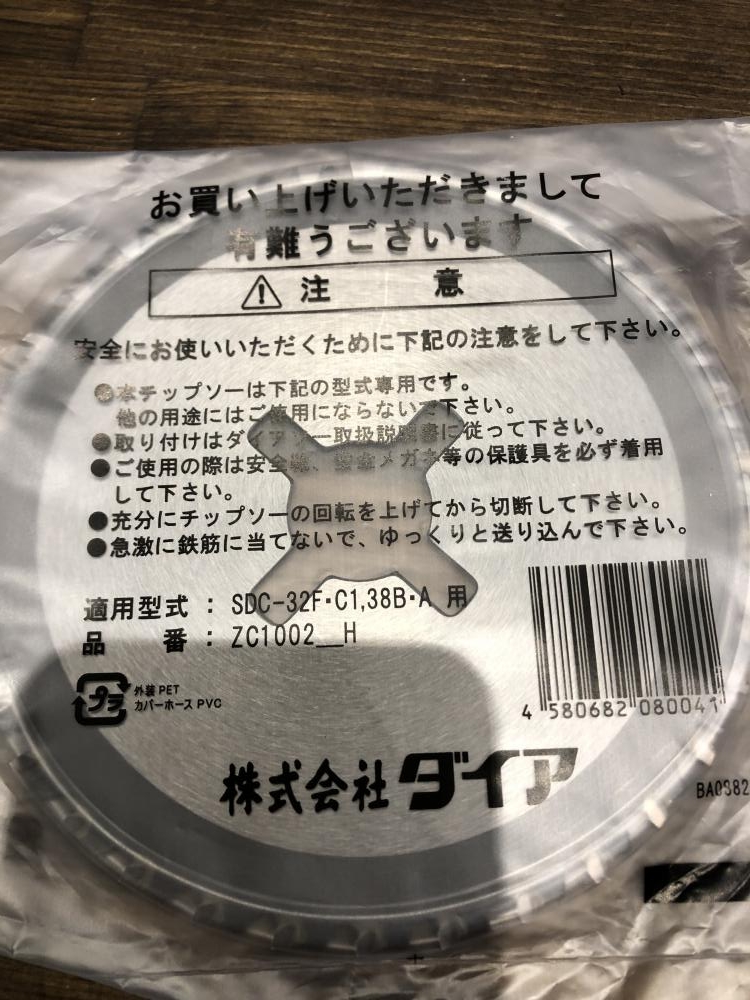 お買い上げいただきまして
有難うございます
注意
安全にお使いいただくために下記の注意をして下さい。
●本チップソーは下記の型式専用です。
他の用途にはご使用にならないで下さい。
●取り付けはダイアソー取扱説明書に従って下さい。
●ご使用の際は安全帽、安全メガネ等の保護具を必ず着用
して下さい。
●充分にチップソーの回転を上げてから切断して下さい。
●急激に鉄筋に当てないで、ゆっくりと送り込んで下さい。
適用型式:SDC-32F・C1,38B・A 用
品番:ZC1002__H
プラ
外装 PET
カバーホース PVC
4 580682 080041
株式会社ダイア
BA0S82